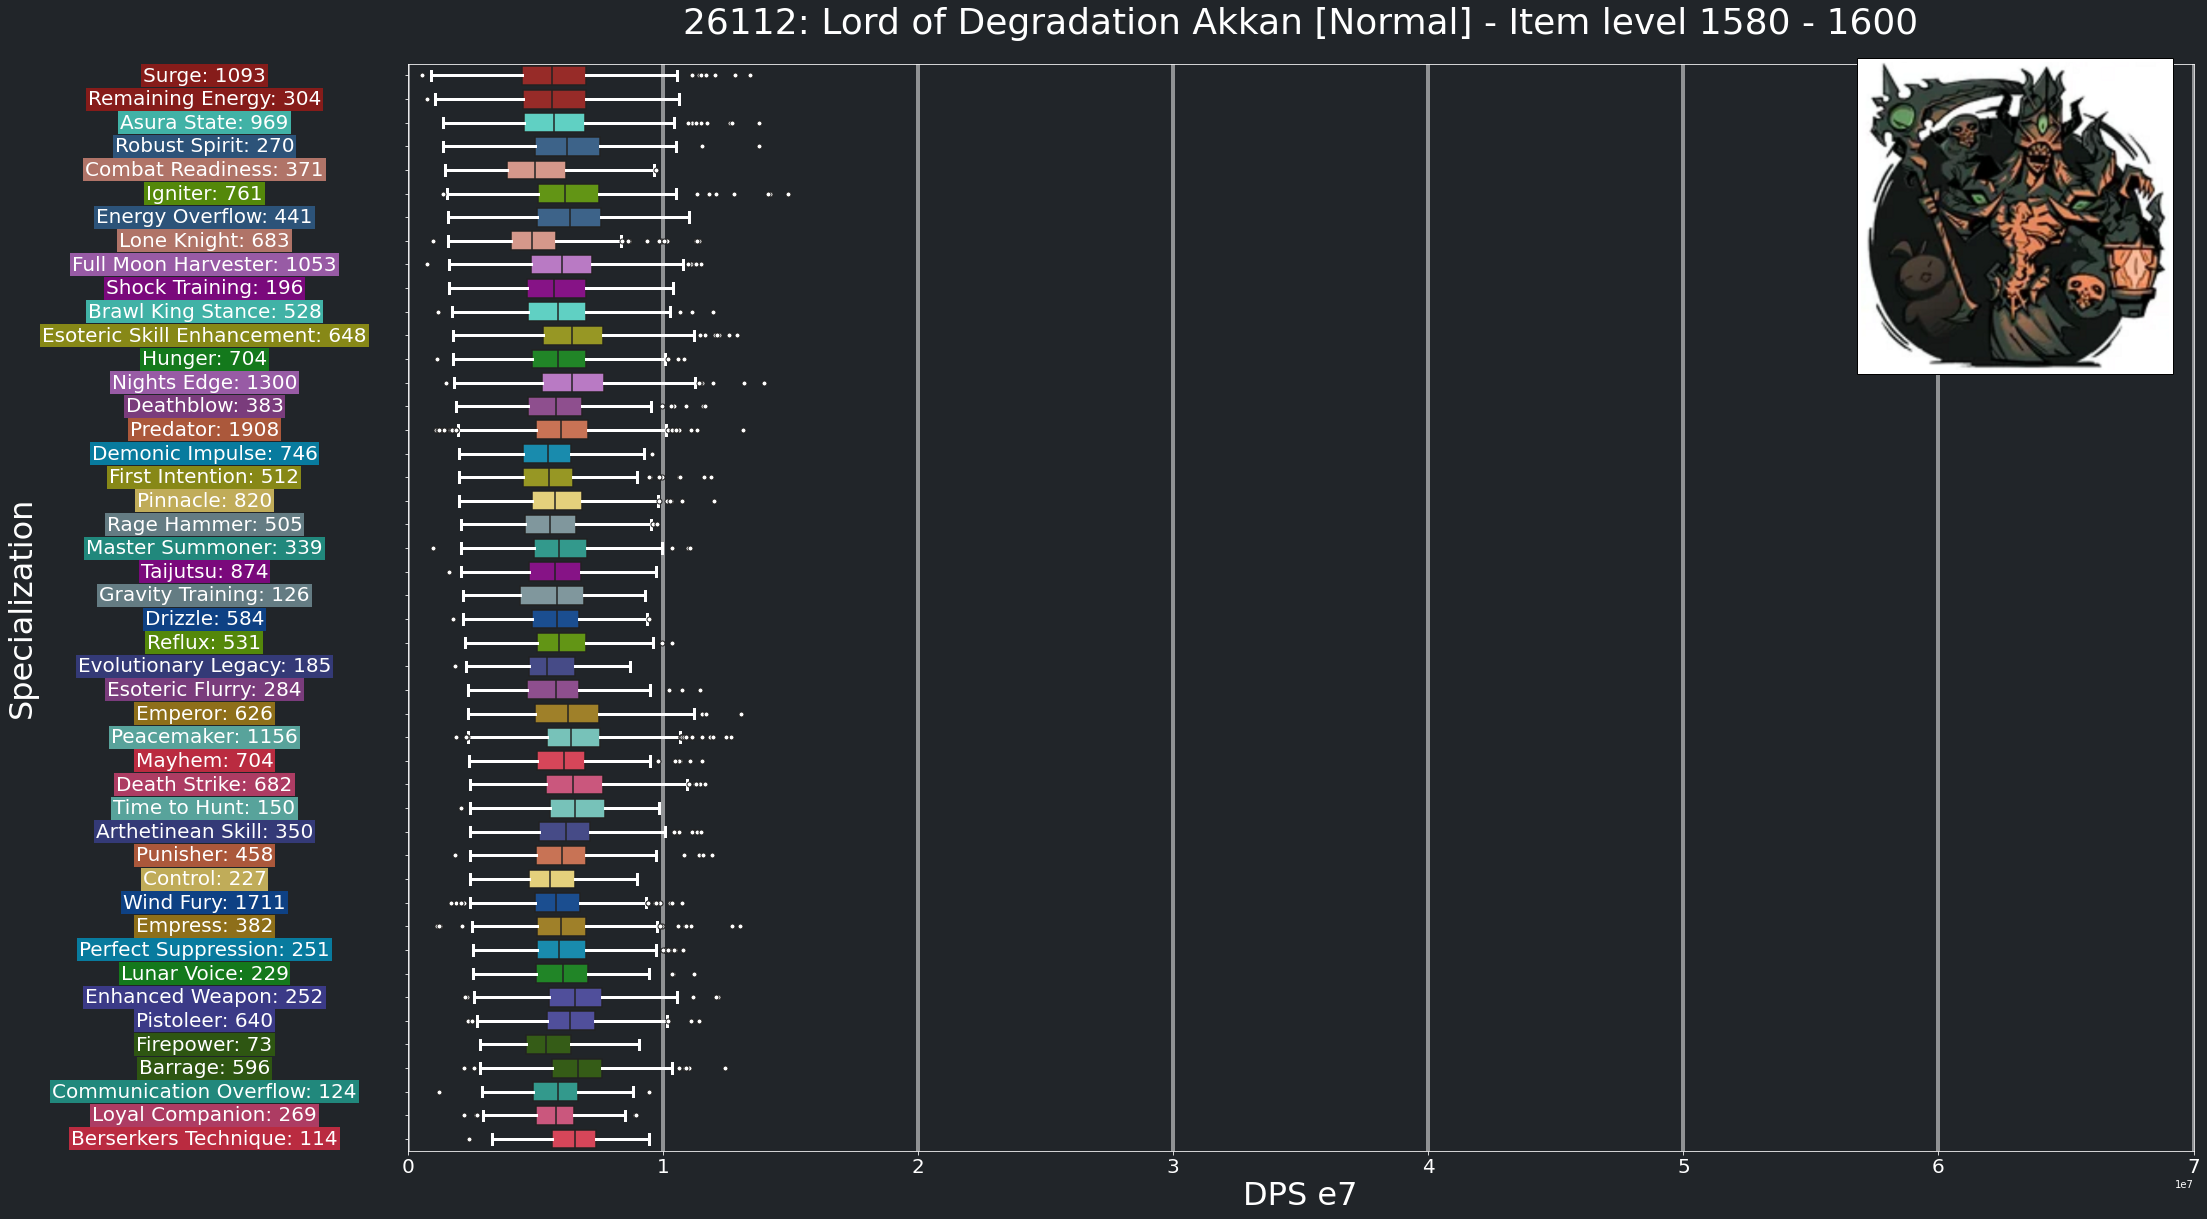 26112: Lord of Degradation Akkan [Normal] - Item level 1580 - 1600
Surge: 1093
Remaining Energy: 304
Asura State: 969
Robust Spirit: 270
Combat Readiness: 371
Igniter: 761
Energy Overflow: 441
Lone Knight: 683
Full Moon Harvester: 1053
Shock Training: 196
Brawl King Stance: 528
Esoteric Skill Enhancement: 648
Hunger: 704
Nights Edge: 1300
Deathblow: 383
Predator: 1908
Demonic Impulse: 746
First Intention: 512
Pinnacle: 820
Rage Hammer: 505
Master Summoner: 339
Taijutsu: 874
Gravity Training: 126
Drizzle: 584
Reflux: 531
Evolutionary Legacy: 185
Esoteric Flurry: 284
Emperor: 626
Peacemaker: 1156
Mayhem: 704
Death Strike: 682
Time to Hunt: 150
Arthetinean Skill: 350
Punisher: 458
Control: 227
Wind Fury: 1711
Empress: 382
Perfect Suppression: 251
Lunar Voice: 229
Enhanced Weapon: 252
Pistoleer: 640
Firepower: 73
Barrage: 596
Communication Overflow: 124
Loyal Companion: 269
Berserkers Technique: 114
Specialization
0 1 2 3 4 5 6 7
1e7
DPS e7